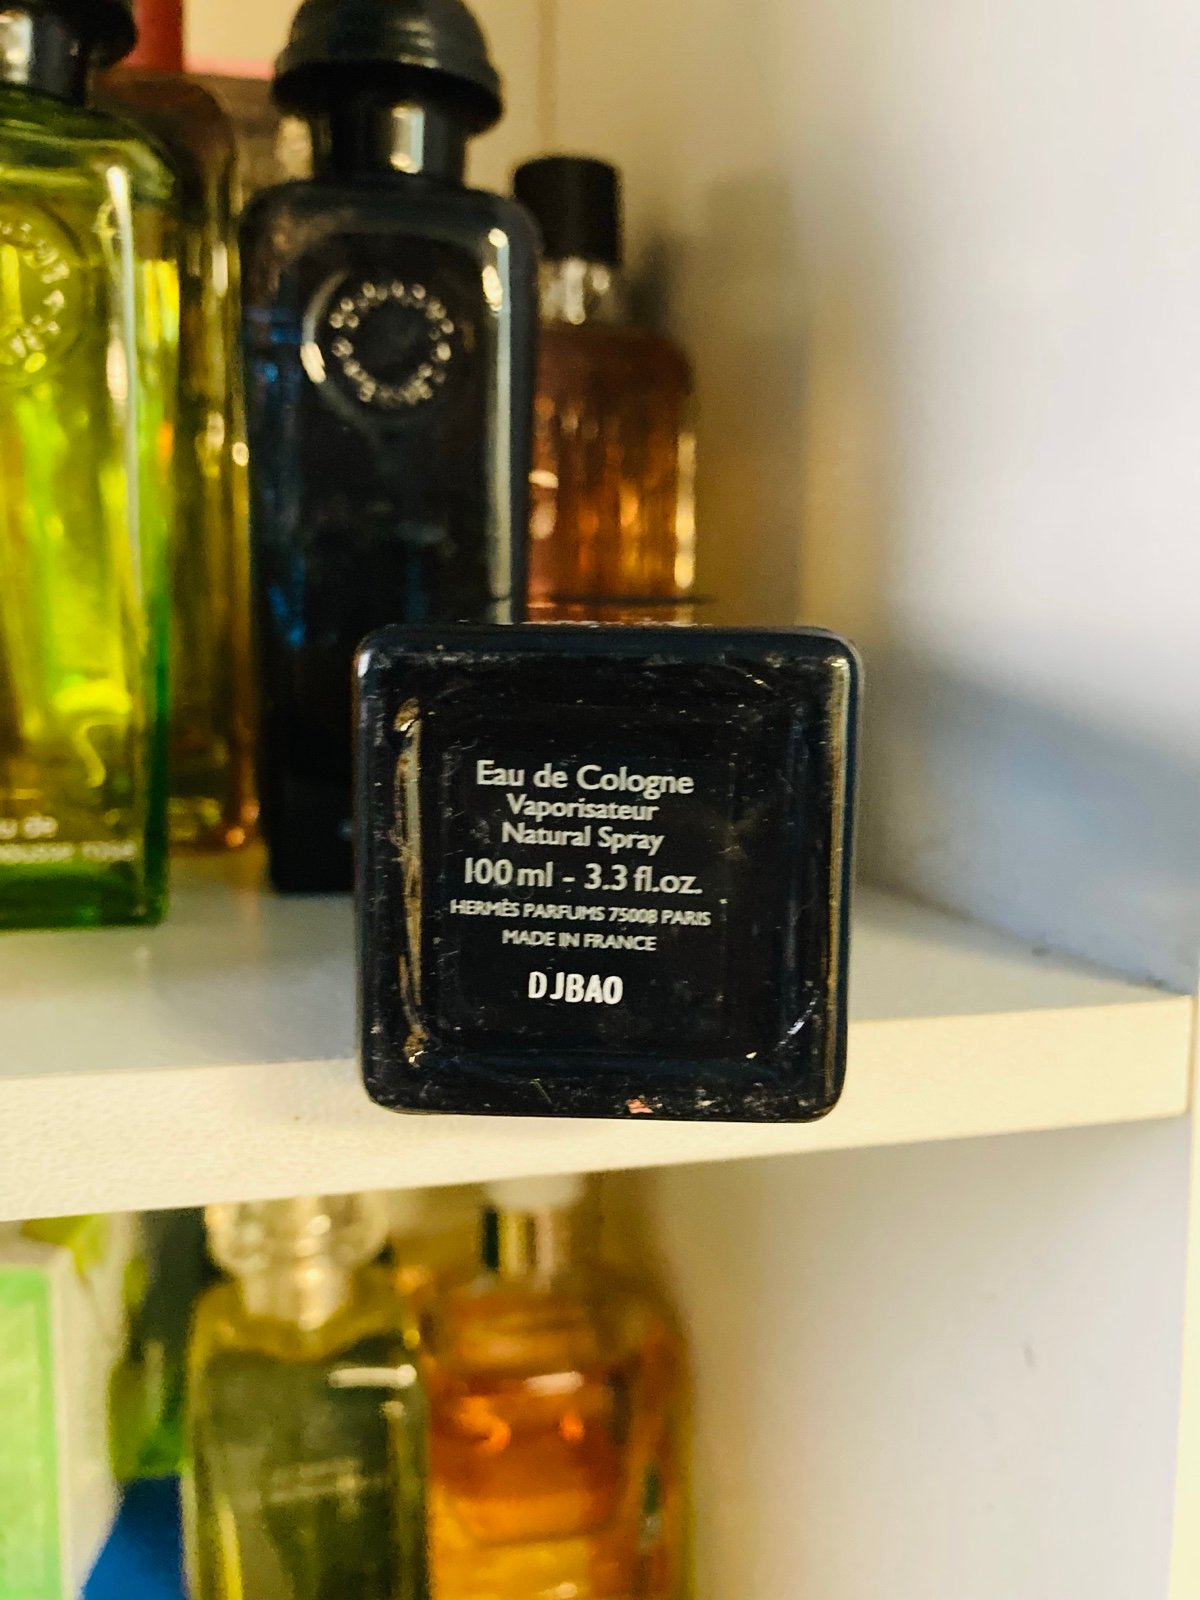 Eau de Cologne
Vaporisateur
Natural Spray
100 ml - 3.3 fl.oz.
HERMÈS PARFUMS 75008 PARIS
MADE IN FRANCE
DJBAO